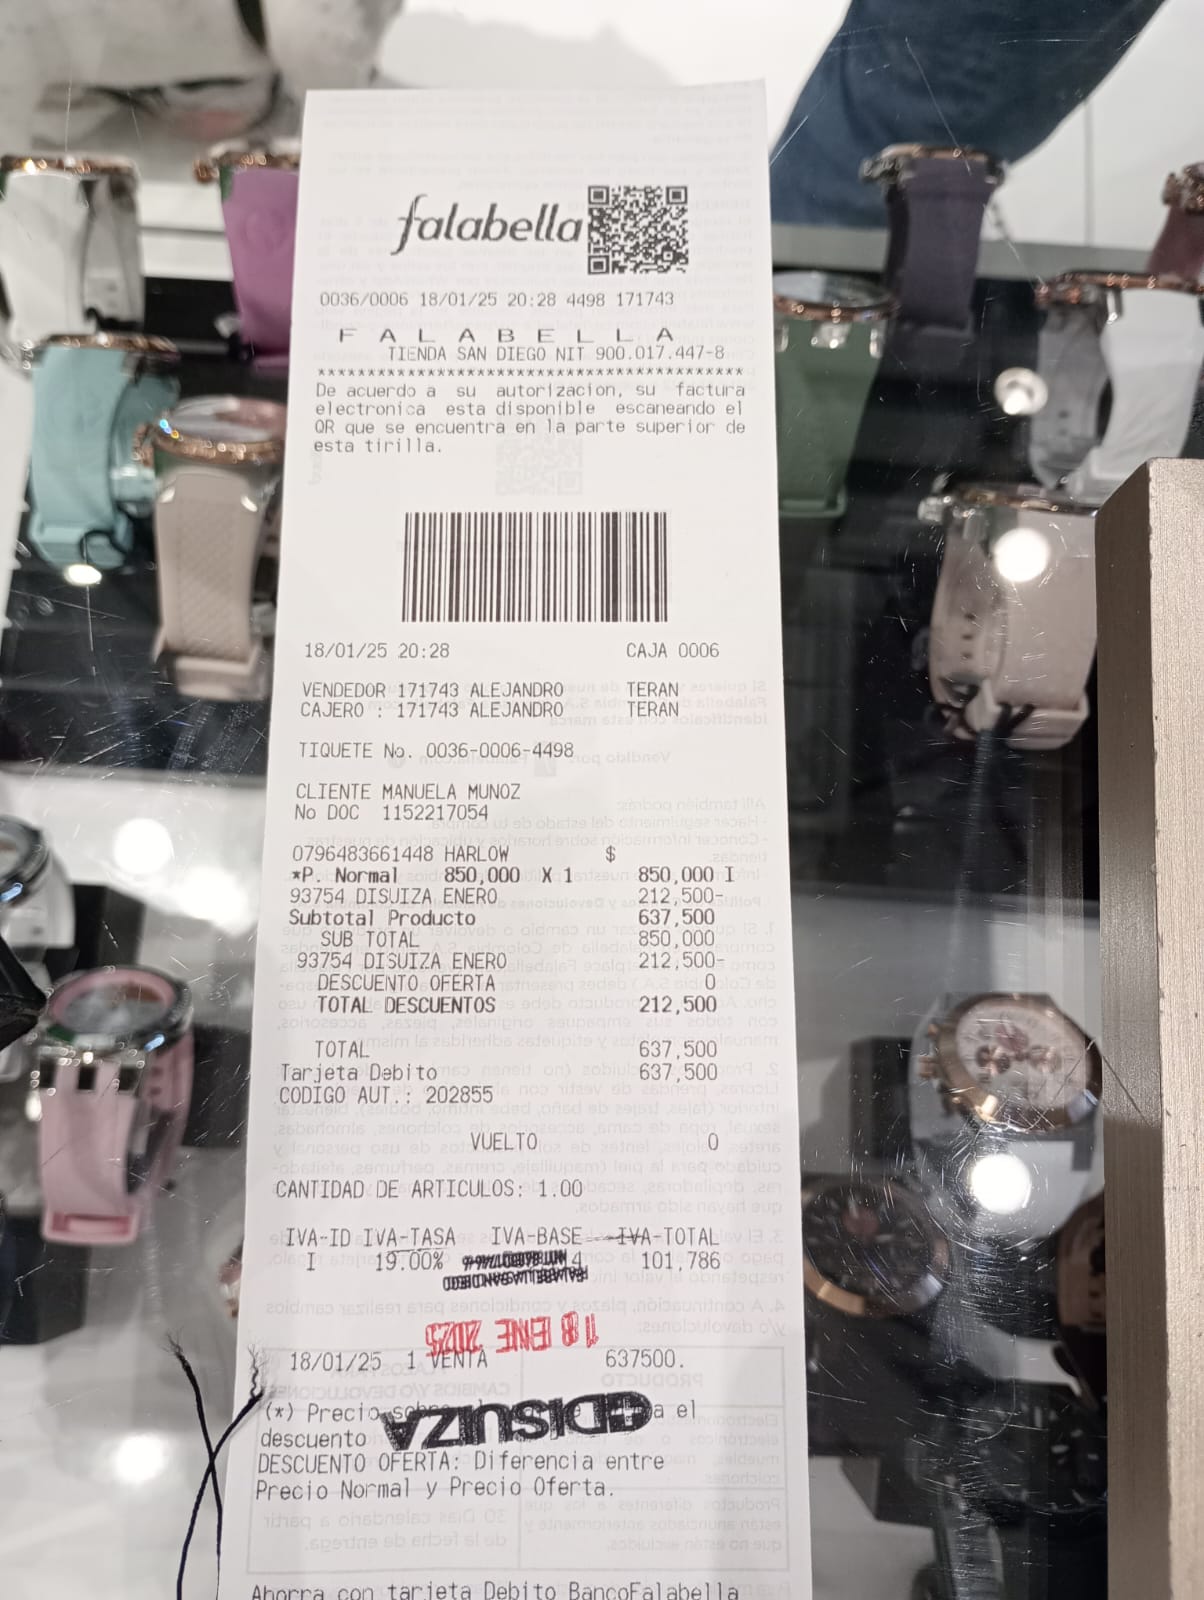 falabella
0036/0006 18/01/25 20:28 4498 171743
F A L A B E L L A
TIENDA SAN DIEGO NIT 900.017.447-8
******************************************
De acuerdo a su autorizacion, su factura
electronica esta disponible escaneando el
QR que se encuentra en la parte superior de
esta tirilla.
18/01/25 20:28 CAJA 0006
VENDEDOR 171743 ALEJANDRO TERAN
CAJERO : 171743 ALEJANDRO TERAN
TIQUETE No. 0036-0006-4498
CLIENTE MANUELA MUNOZ
No DOC 1152217054
0796483661448 HARLOW $
*P. Normal 850,000 X 1 850,000 I
93754 DISUIZA ENERO 212,500-
Subtotal Producto 637,500
SUB TOTAL 850,000
93754 DISUIZA ENERO 212,500-
DESCUENTO OFERTA 0
TOTAL DESCUENTOS 212,500
TOTAL 637,500
Tarjeta Debito 637,500
CODIGO AUT.: 202855
VUELTO 0
CANTIDAD DE ARTICULOS: 1.00
IVA-ID IVA-TASA IVA-BASE IVA-TOTAL
1 19.00% 4 101,786
FALABELLA SAN DIEGO
18 ENE 2025
18/01/25 1 VENTA 637500.
DISUIZA
(*) Precio el
descuento
DESCUENTO OFERTA: Diferencia entre
Precio Normal y Precio Oferta.
Ahorra con tarjeta Debito BancoFalabella